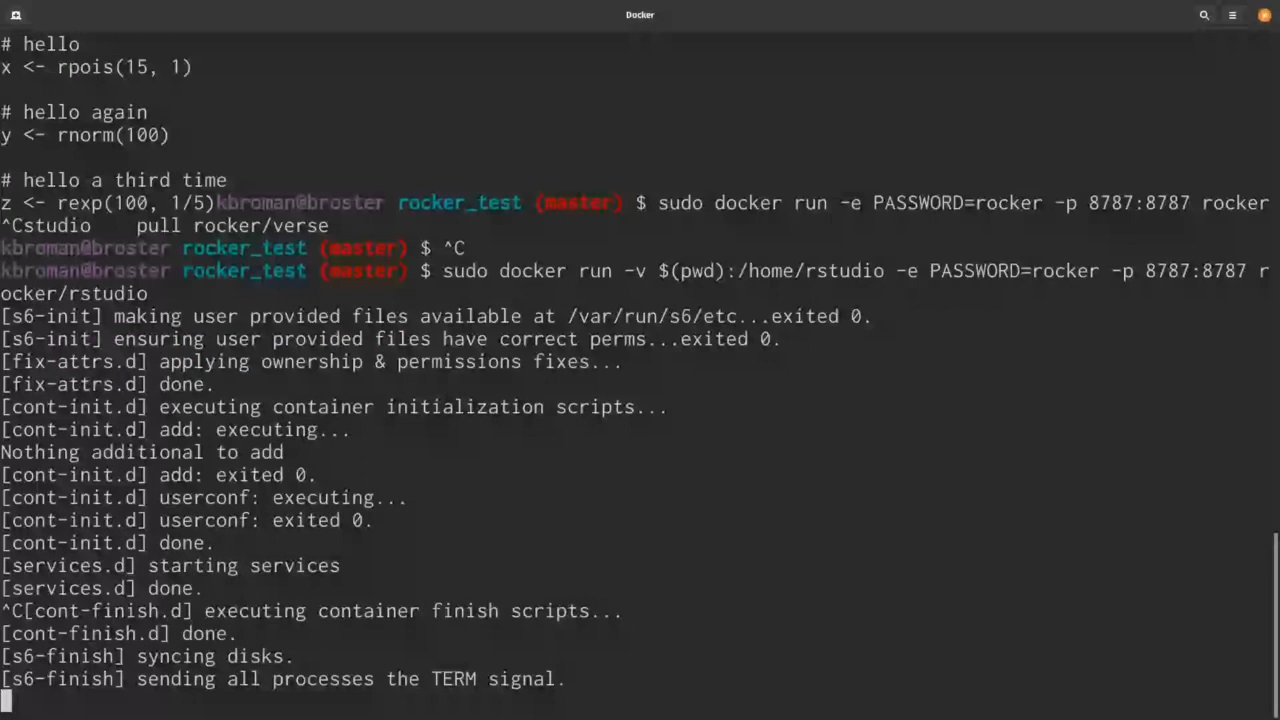 Docker
# hello
x <- rpois(15, 1)
# hello again
y <- rnorm(100)
# hello a third time
z <- rexp(100, 1/5)kbroman@broster rocker_test (master) $ sudo docker run -e PASSWORD=rocker -p 8787:8787 rocker
^Cstudio    pull rocker/verse
kbroman@broster rocker_test (master) $ ^C
kbroman@broster rocker_test (master) $ sudo docker run -v $(pwd):/home/rstudio -e PASSWORD=rocker -p 8787:8787 r
ocker/rstudio
[s6-init] making user provided files available at /var/run/s6/etc...exited 0.
[s6-init] ensuring user provided files have correct perms...exited 0.
[fix-attrs.d] applying ownership & permissions fixes...
[fix-attrs.d] done.
[cont-init.d] executing container initialization scripts...
[cont-init.d] add: executing...
Nothing additional to add
[cont-init.d] add: exited 0.
[cont-init.d] userconf: executing...
[cont-init.d] userconf: exited 0.
[cont-init.d] done.
[services.d] starting services
[services.d] done.
^C[cont-finish.d] executing container finish scripts...
[cont-finish.d] done.
[s6-finish] syncing disks.
[s6-finish] sending all processes the TERM signal.